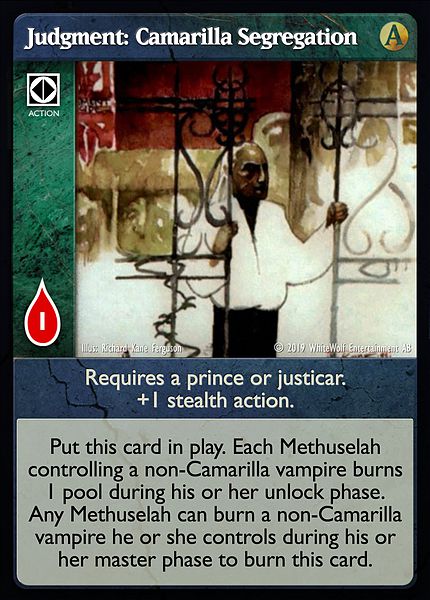 Judgment: Camarilla Segregation
A
ACTION
1
Illus: Richard Kane Ferguson
© 2019 WhiteWolf Entertainment AB
Requires a prince or justicar.
+1 stealth action.
Put this card in play. Each Methuselah
controlling a non-Camarilla vampire burns
1 pool during his or her unlock phase.
Any Methuselah can burn a non-Camarilla
vampire he or she controls during his or
her master phase to burn this card.